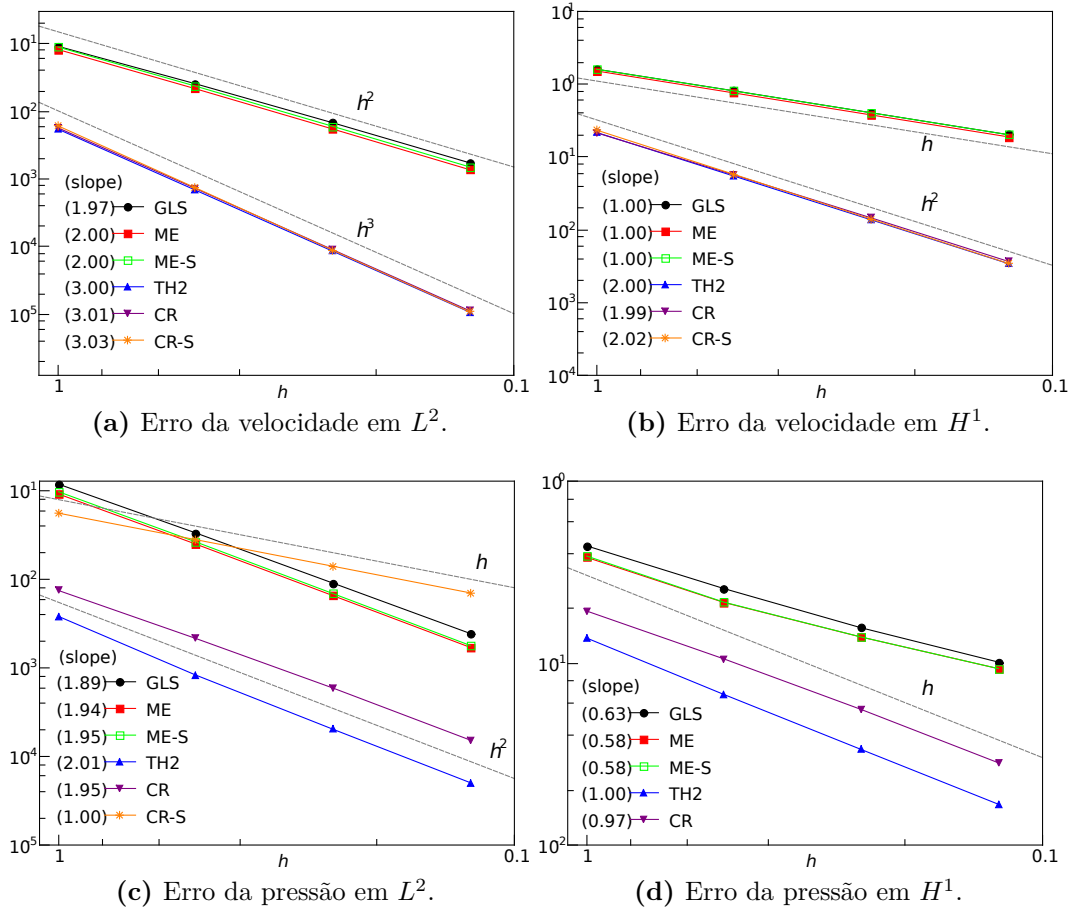 10^1
10^2
10^3
10^4
10^5
h^2
h^3
(slope)
(1.97) GLS
(2.00) ME
(2.00) ME-S
(3.00) TH2
(3.01) CR
(3.03) CR-S
1
h
0.1
(a) Erro da velocidade em L^2.
10^1
10^0
10^1
10^2
10^3
10^4
h
h^2
(slope)
(1.00) GLS
(1.00) ME
(1.00) ME-S
(2.00) TH2
(1.99) CR
(2.02) CR-S
1
h
0.1
(b) Erro da velocidade em H^1.
10^1
10^2
10^3
10^4
10^5
h
h^2
(slope)
(1.89) GLS
(1.94) ME
(1.95) ME-S
(2.01) TH2
(1.95) CR
(1.00) CR-S
1
h
0.1
(c) Erro da pressão em L^2.
10^0
10^1
10^2
h
(slope)
(0.63) GLS
(0.58) ME
(0.58) ME-S
(1.00) TH2
(0.97) CR
1
h
0.1
(d) Erro da pressão em H^1.